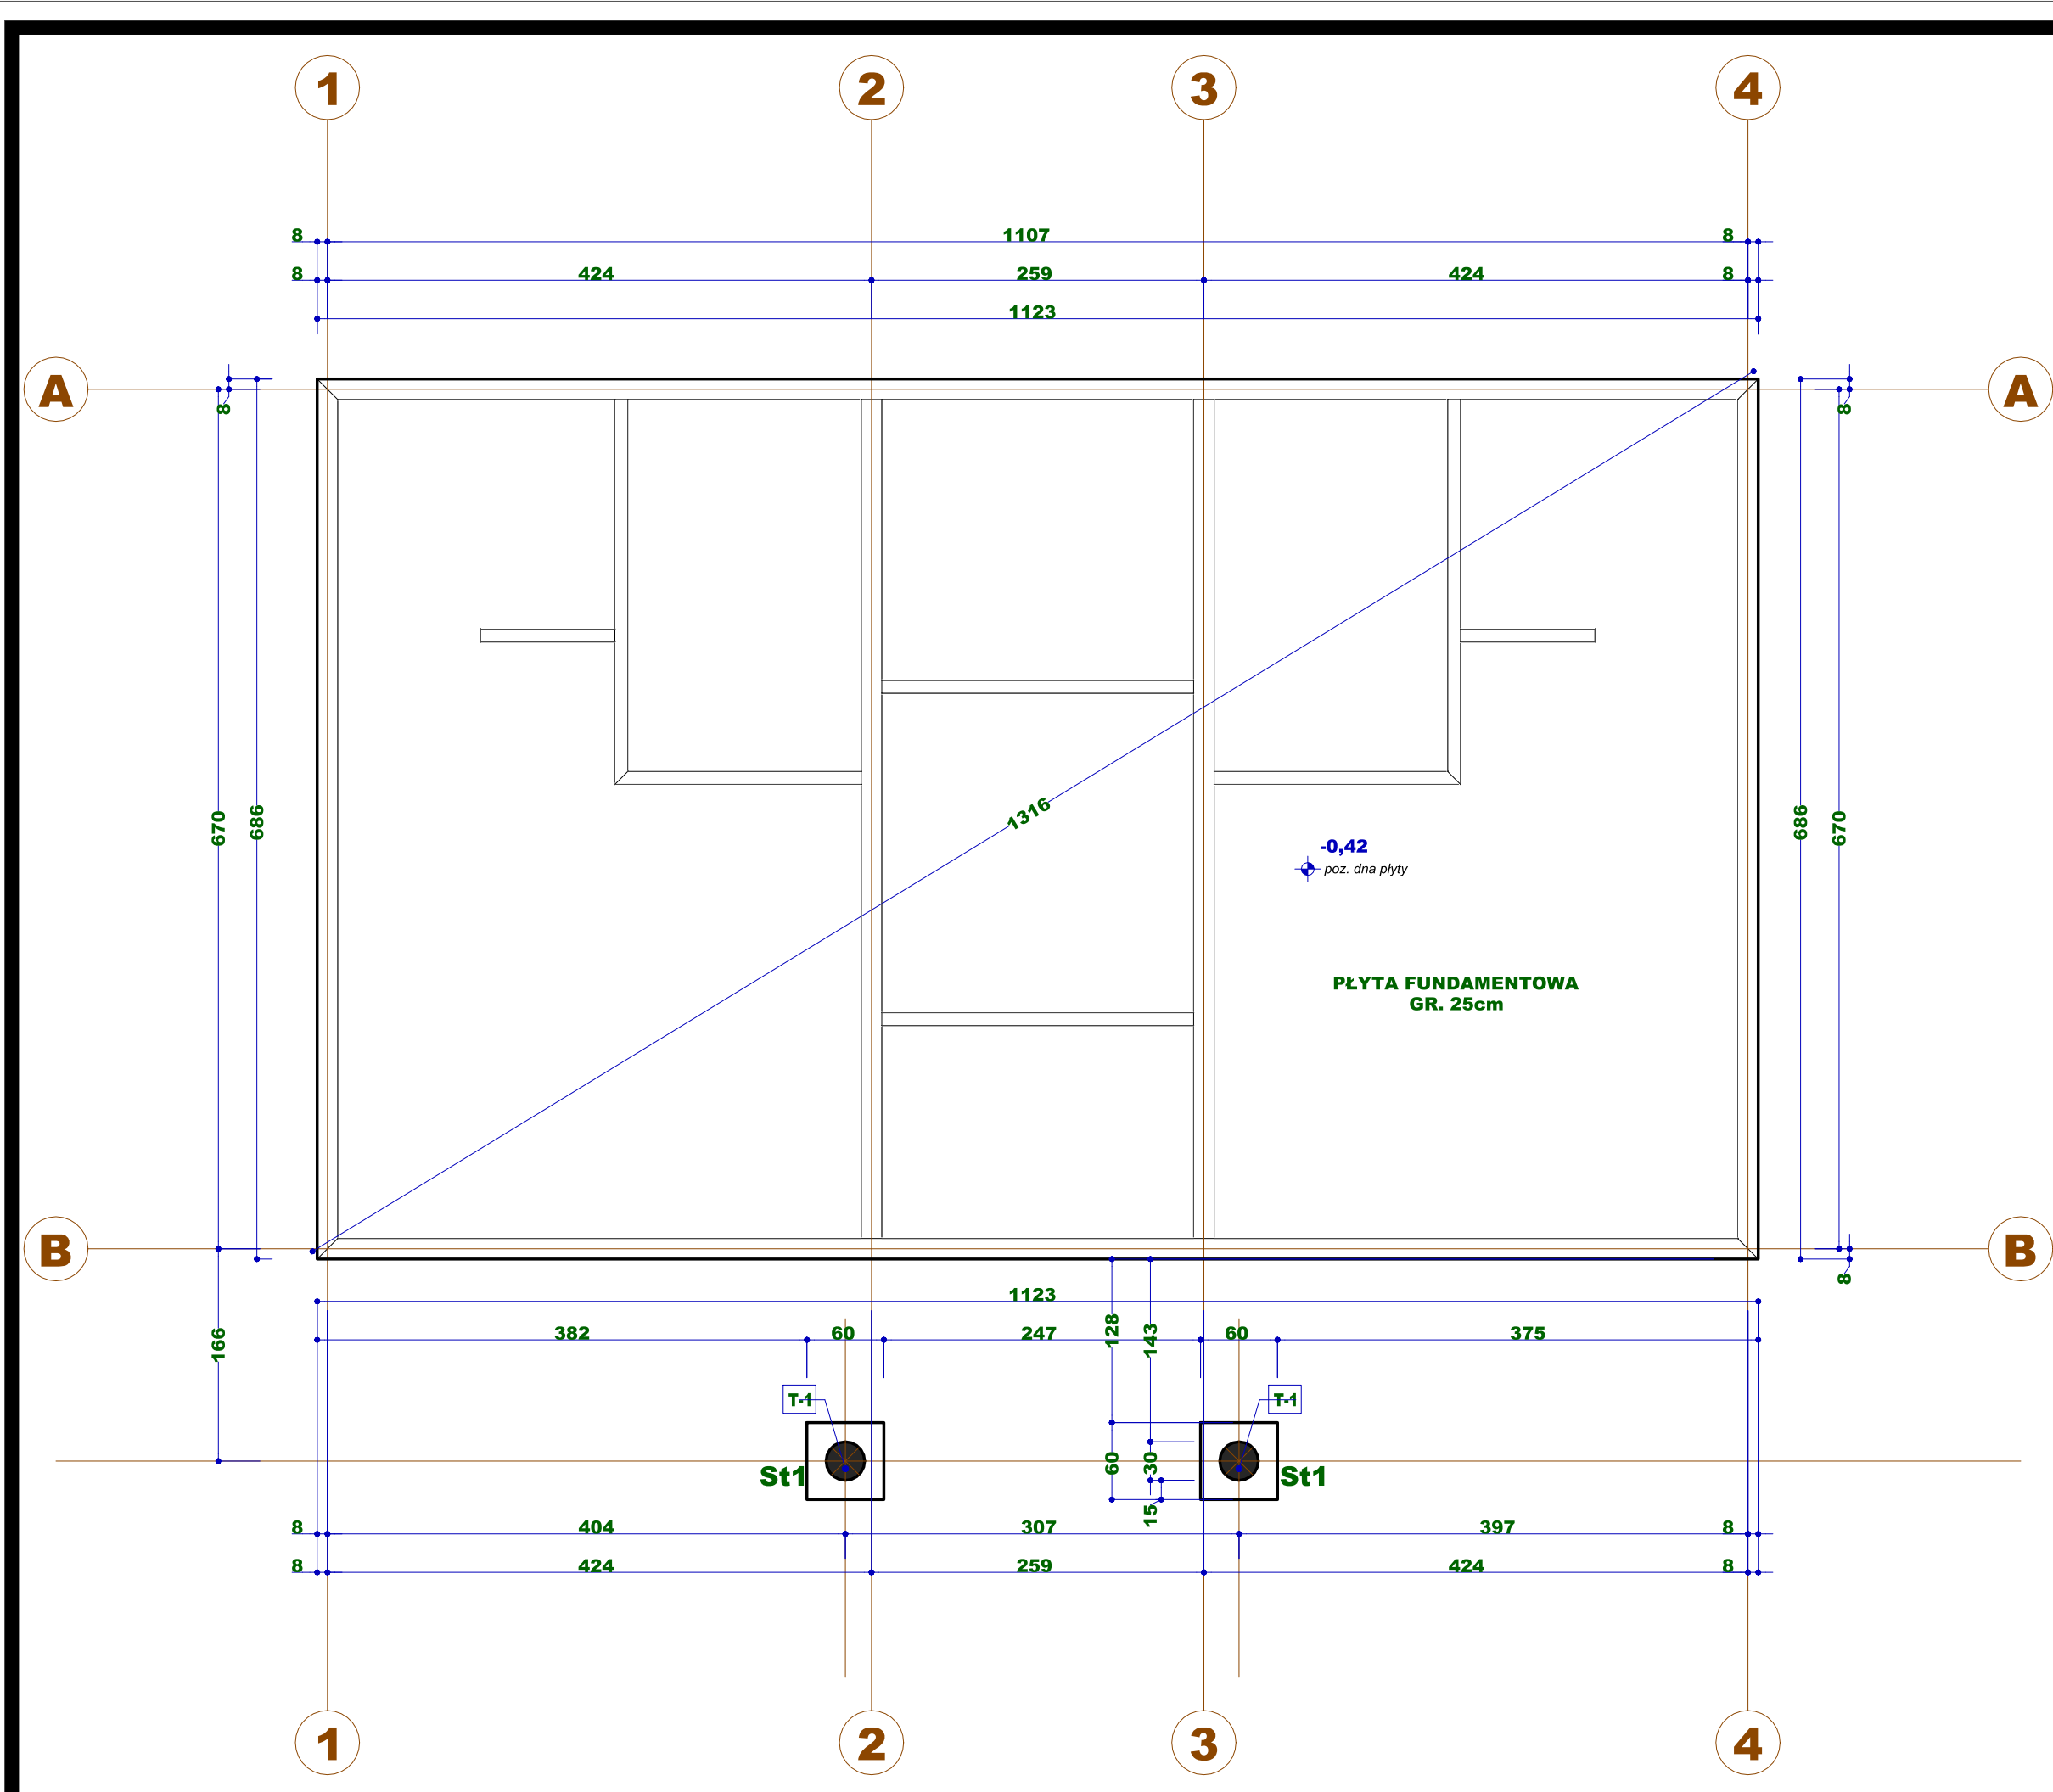 1 2 3 4
8 1107 8
8 424 259 424 8
1123
A A
8 8
670 686 1316 686 670
-0,42
poz. dna płyty
PŁYTA FUNDAMENTOWA
GR. 25cm
B B
8
1123
166 382 60 247 128 143 60 375
T-1 T-1
St1 60 30 St1
15
8 404 307 397 8
8 424 259 424 8
1 2 3 4